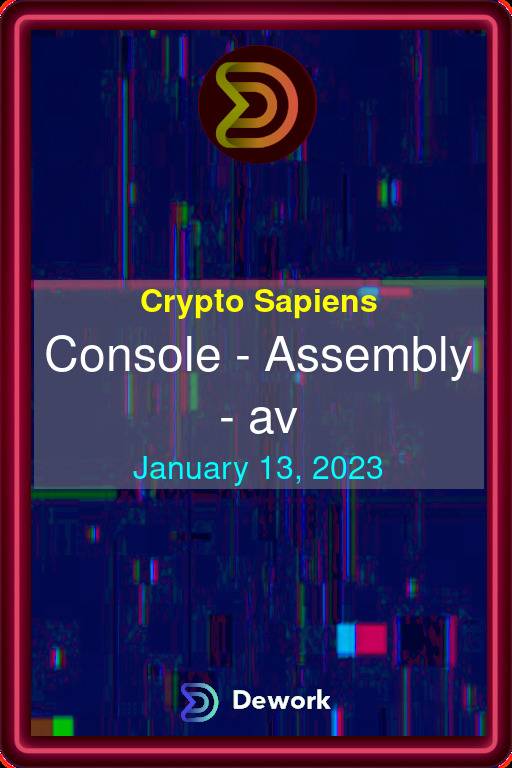 Crypto Sapiens
Console - Assembly
- av
January 13, 2023
Dework